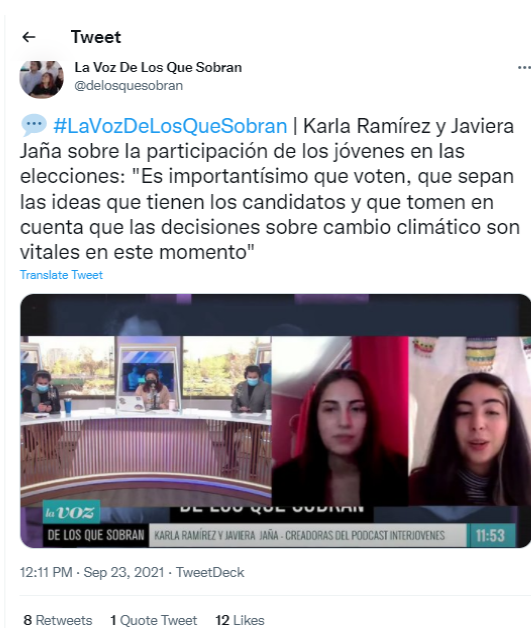 ← Tweet
La Voz De Los Que Sobran
@delosquesobran
#LaVozDeLosQueSobran | Karla Ramírez y Javiera
Jaña sobre la participación de los jóvenes en las
elecciones: "Es importantísimo que voten, que sepan
las ideas que tienen los candidatos y que tomen en
cuenta que las decisiones sobre cambio climático son
vitales en este momento"
Translate Tweet
la VOZ
DE LOS QUE SOBRAN
DE LOS QUE SOBRAN
KARLA RAMÍREZ Y JAVIERA JAÑA - CREADORAS DEL PODCAST INTERJOVENES
11:53
12:11 PM · Sep 23, 2021 · TweetDeck
8 Retweets 1 Quote Tweet 12 Likes